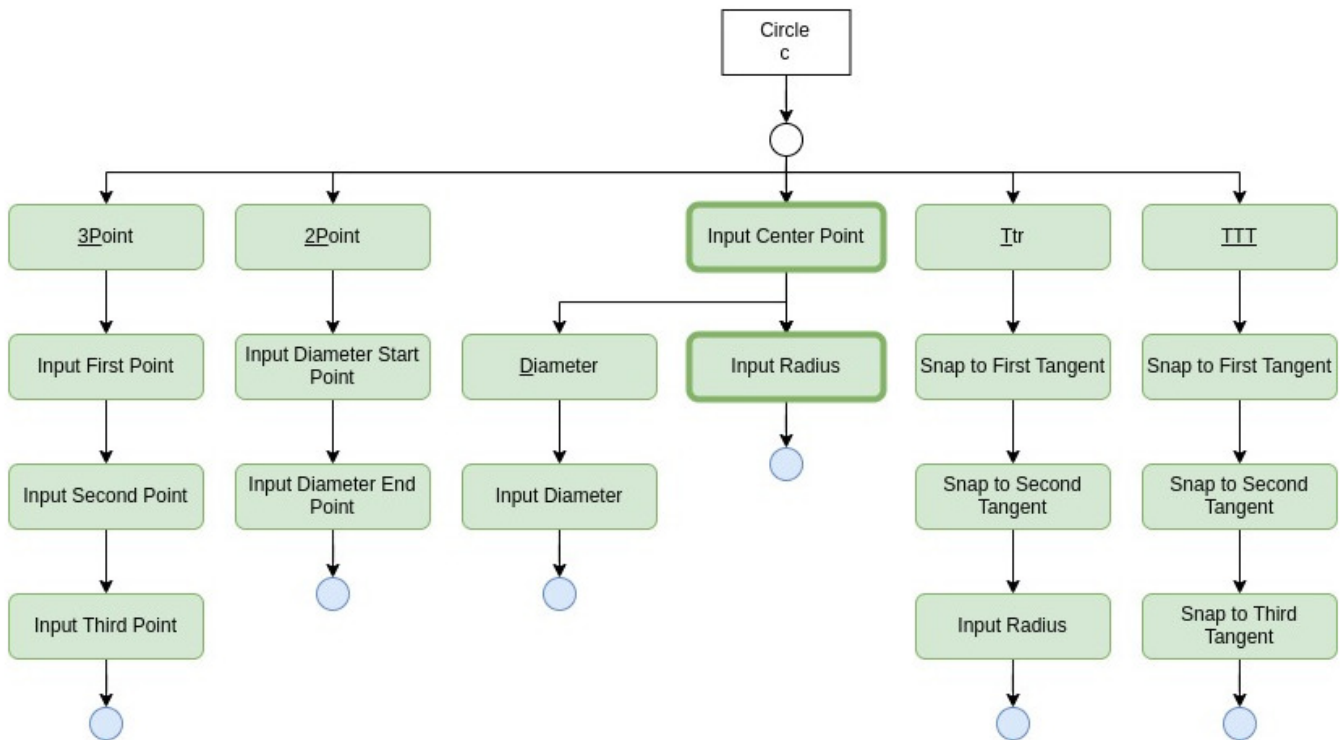 Circle
c
3Point
2Point
Input Center Point
Ttr
TTT
Input First Point
Input Diameter Start
Point
Diameter
Input Radius
Snap to First Tangent
Snap to First Tangent
Input Second Point
Input Diameter End
Point
Input Diameter
Snap to Second
Tangent
Snap to Second
Tangent
Input Third Point
Input Radius
Snap to Third
Tangent